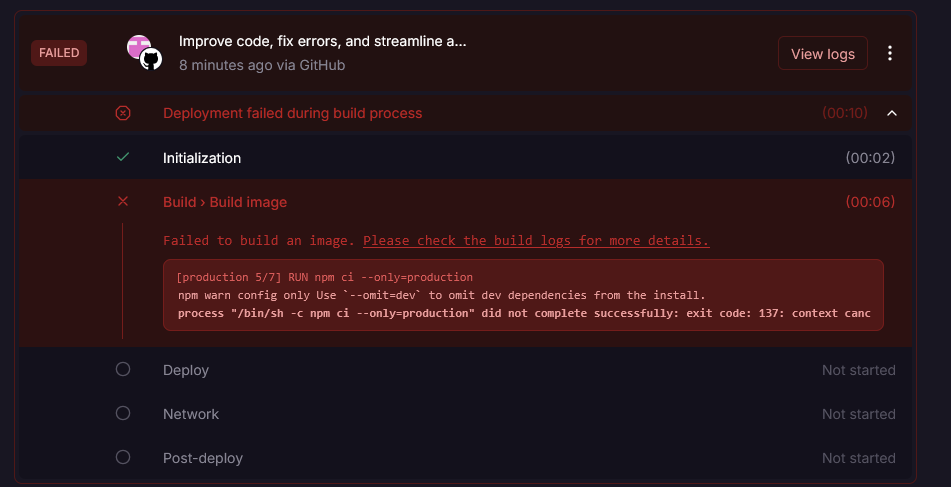 FAILED
Improve code, fix errors, and streamline a...
8 minutes ago via GitHub
View logs
Deployment failed during build process (00:10)
Initialization (00:02)
Build › Build image (00:06)
Failed to build an image. Please check the build logs for more details.
[production 5/7] RUN npm ci --only=production
npm warn config only Use `--omit=dev` to omit dev dependencies from the install.
process "/bin/sh -c npm ci --only=production" did not complete successfully: exit code: 137: context canc
Deploy Not started
Network Not started
Post-deploy Not started